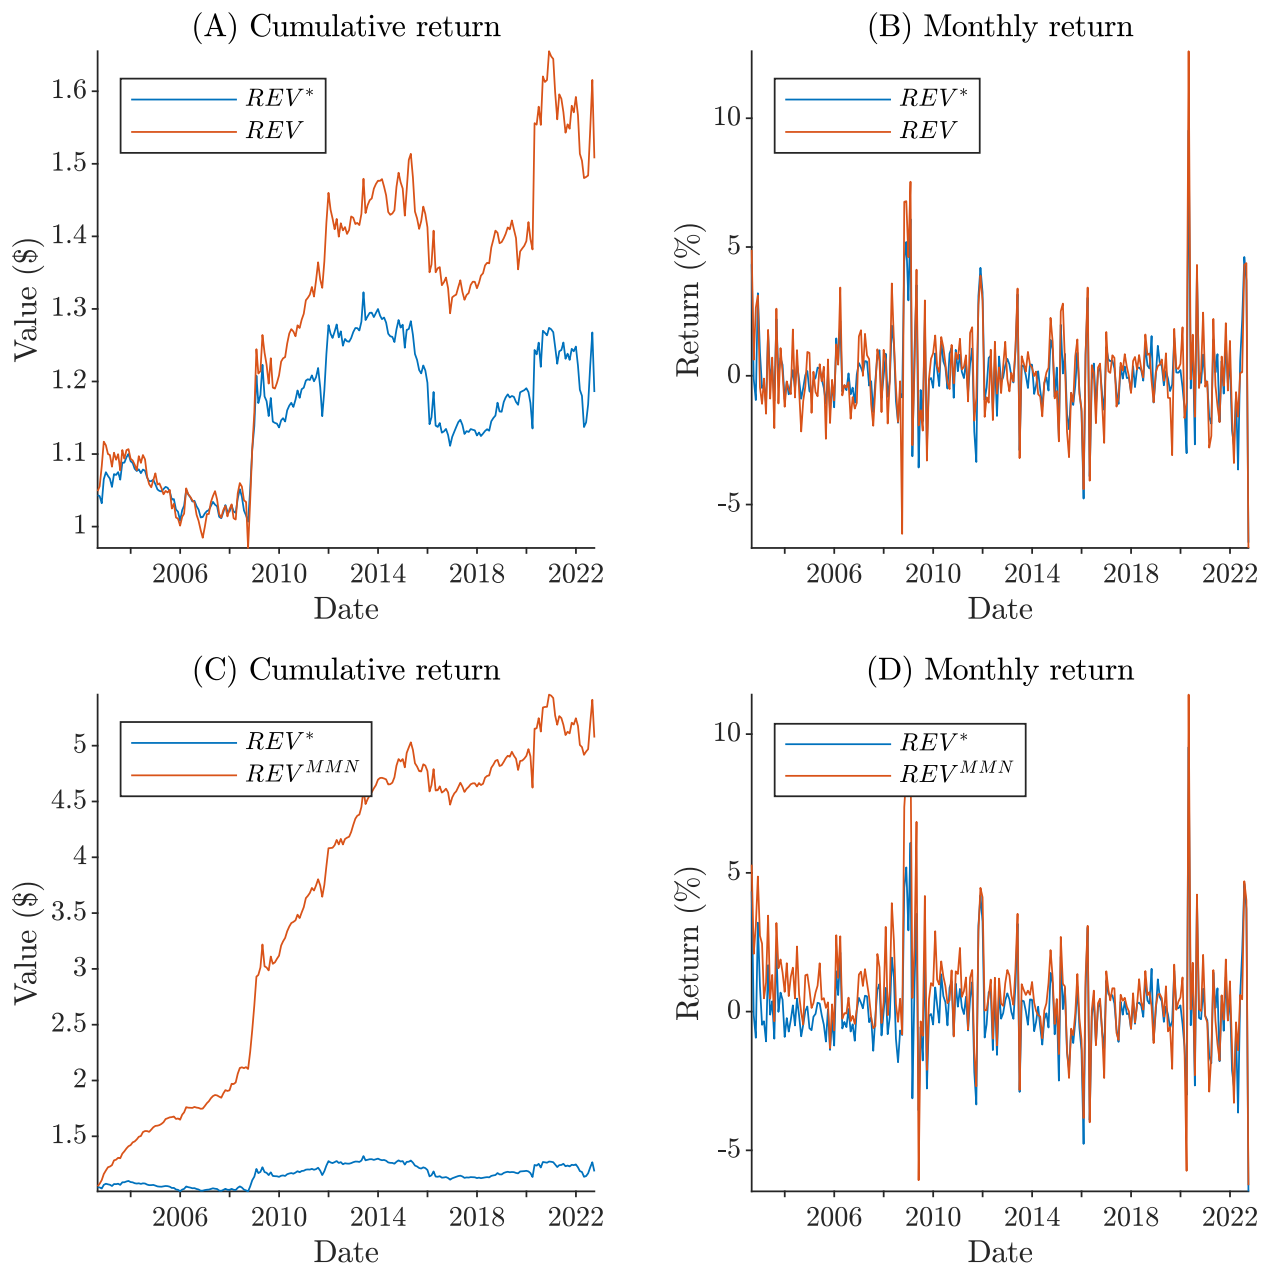 (A) Cumulative return
REV*
REV
1.6
1.5
1.4
1.3
1.2
1.1
1
Value ($)
2006 2010 2014 2018 2022
Date
(B) Monthly return
REV*
REV
10
5
0
-5
Return (%)
2006 2010 2014 2018 2022
Date
(C) Cumulative return
REV*
REV^MMN
5
4.5
4
3.5
3
2.5
2
1.5
Value ($)
2006 2010 2014 2018 2022
Date
(D) Monthly return
REV*
REV^MMN
10
5
0
-5
Return (%)
2006 2010 2014 2018 2022
Date